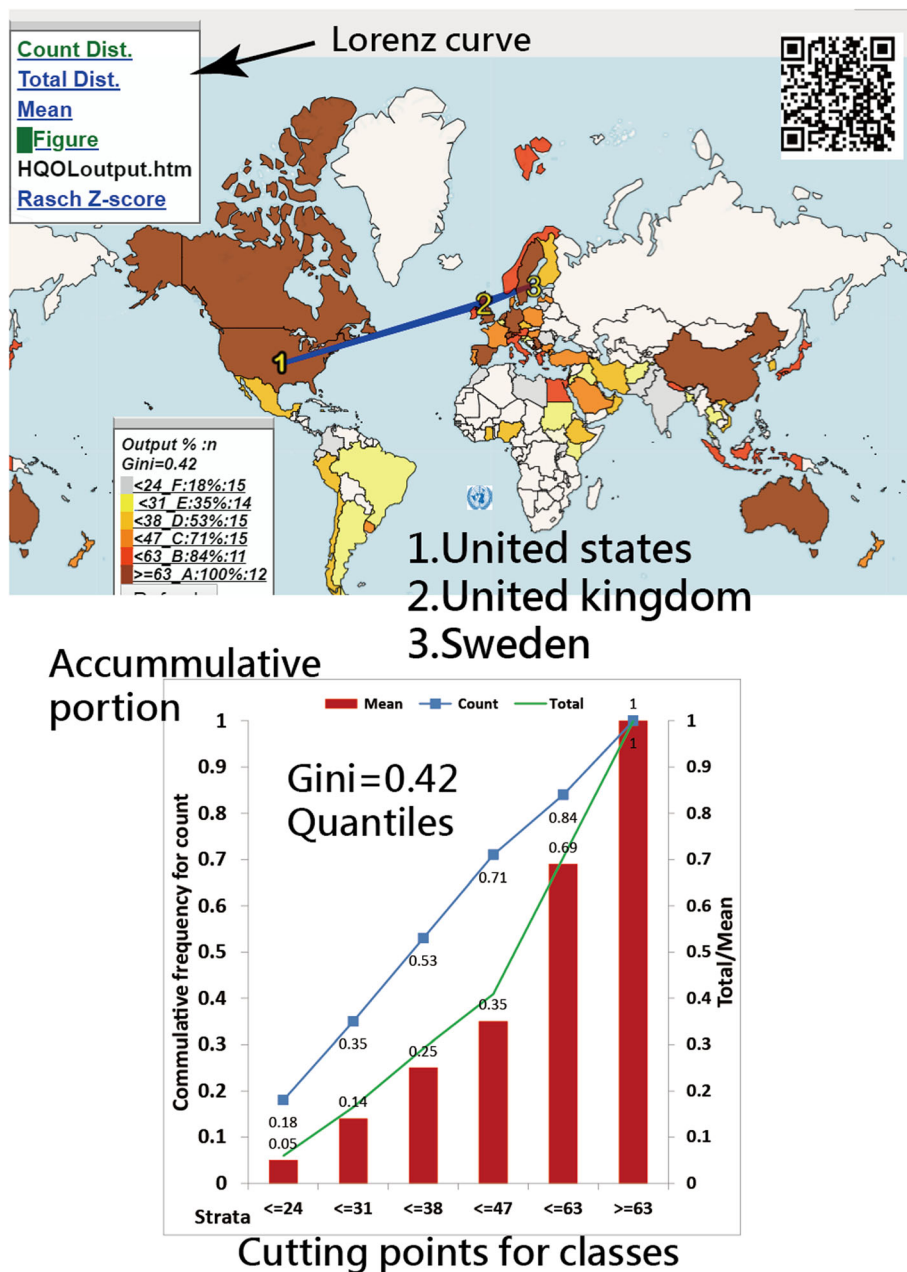 Count Dist.
Total Dist.
Mean
Figure
HQOLoutput.htm
Rasch Z-score
Lorenz curve
1
2
3
Output % :n
Gini=0.42
<24_F:18%:15
<31_E:35%:14
<38_D:53%:15
<47_C:71%:15
<63_B:84%:11
>=63_A:100%:12
1.United states
2.United kingdom
3.Sweden
Accummulative
portion
Mean Count Total
Gini=0.42
Quantiles
Commulative frequency for count
1
0.9
0.8
0.7
0.6
0.5
0.4
0.3
0.2
0.1
0
0.18
0.35
0.53
0.71
0.84
1
0.05
0.14
0.25
0.35
0.69
1
1
0.9
0.8
0.7
0.6
0.5
0.4
0.3
0.2
0.1
0
Total/Mean
Strata <=24 <=31 <=38 <=47 <=63 >=63
Cutting points for classes